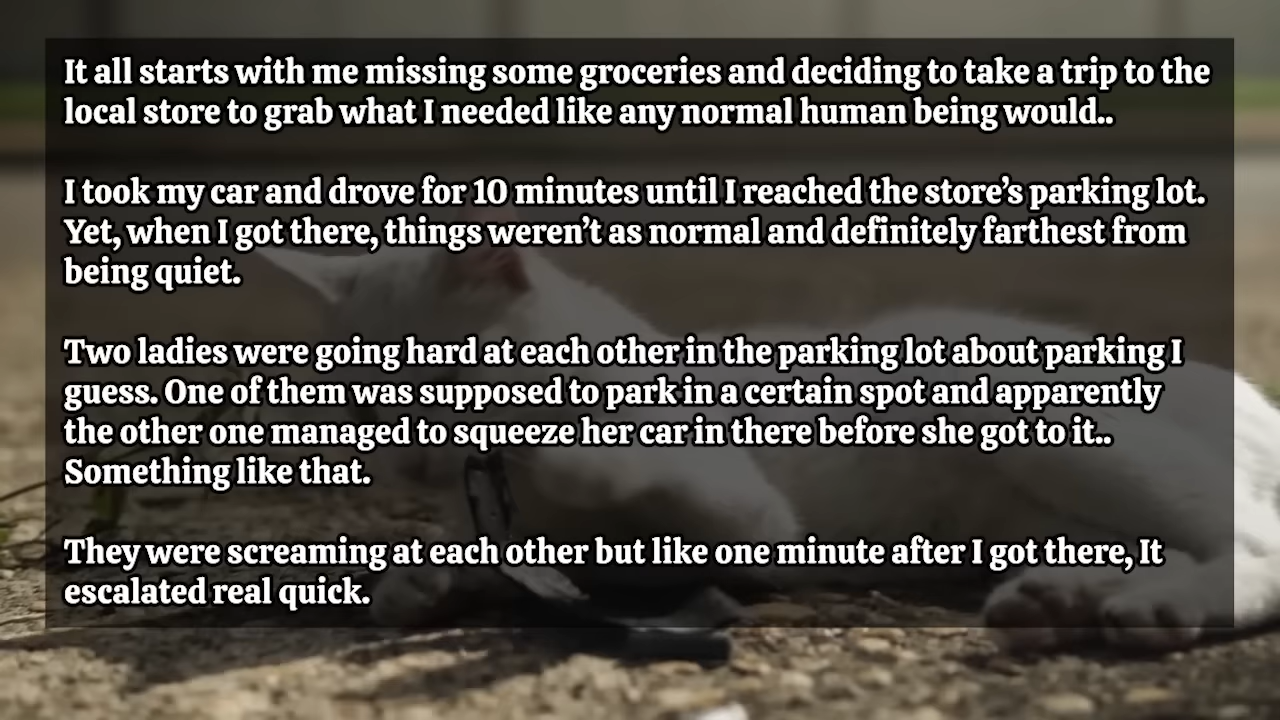 It all starts with me missing some groceries and deciding to take a trip to the
local store to grab what I needed like any normal human being would..
I took my car and drove for 10 minutes until I reached the store's parking lot.
Yet, when I got there, things weren't as normal and definitely farthest from
being quiet.
Two ladies were going hard at each other in the parking lot about parking I
guess. One of them was supposed to park in a certain spot and apparently
the other one managed to squeeze her car in there before she got to it..
Something like that.
They were screaming at each other but like one minute after I got there, It
escalated real quick.